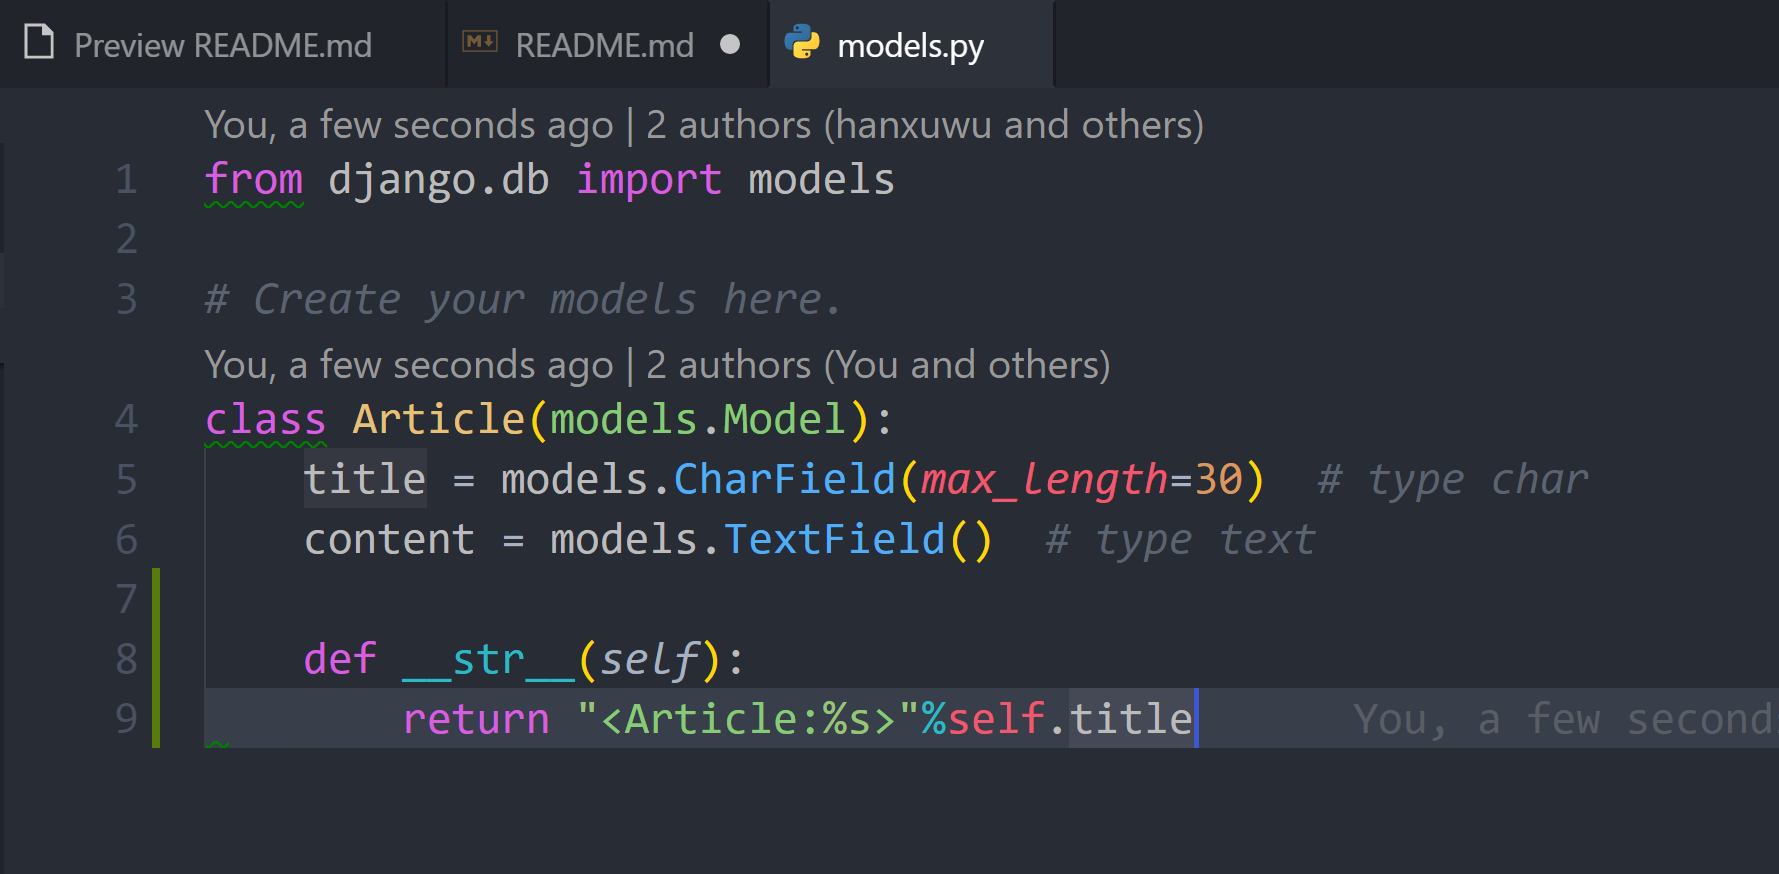 Preview README.md M↓ README.md models.py
You, a few seconds ago | 2 authors (hanxuwu and others)
1 from django.db import models
2
3 # Create your models here.
You, a few seconds ago | 2 authors (You and others)
4 class Article(models.Model):
5     title = models.CharField(max_length=30)  # type char
6     content = models.TextField()  # type text
7
8     def __str__(self):
9         return "<Article:%s>"%self.title You, a few second